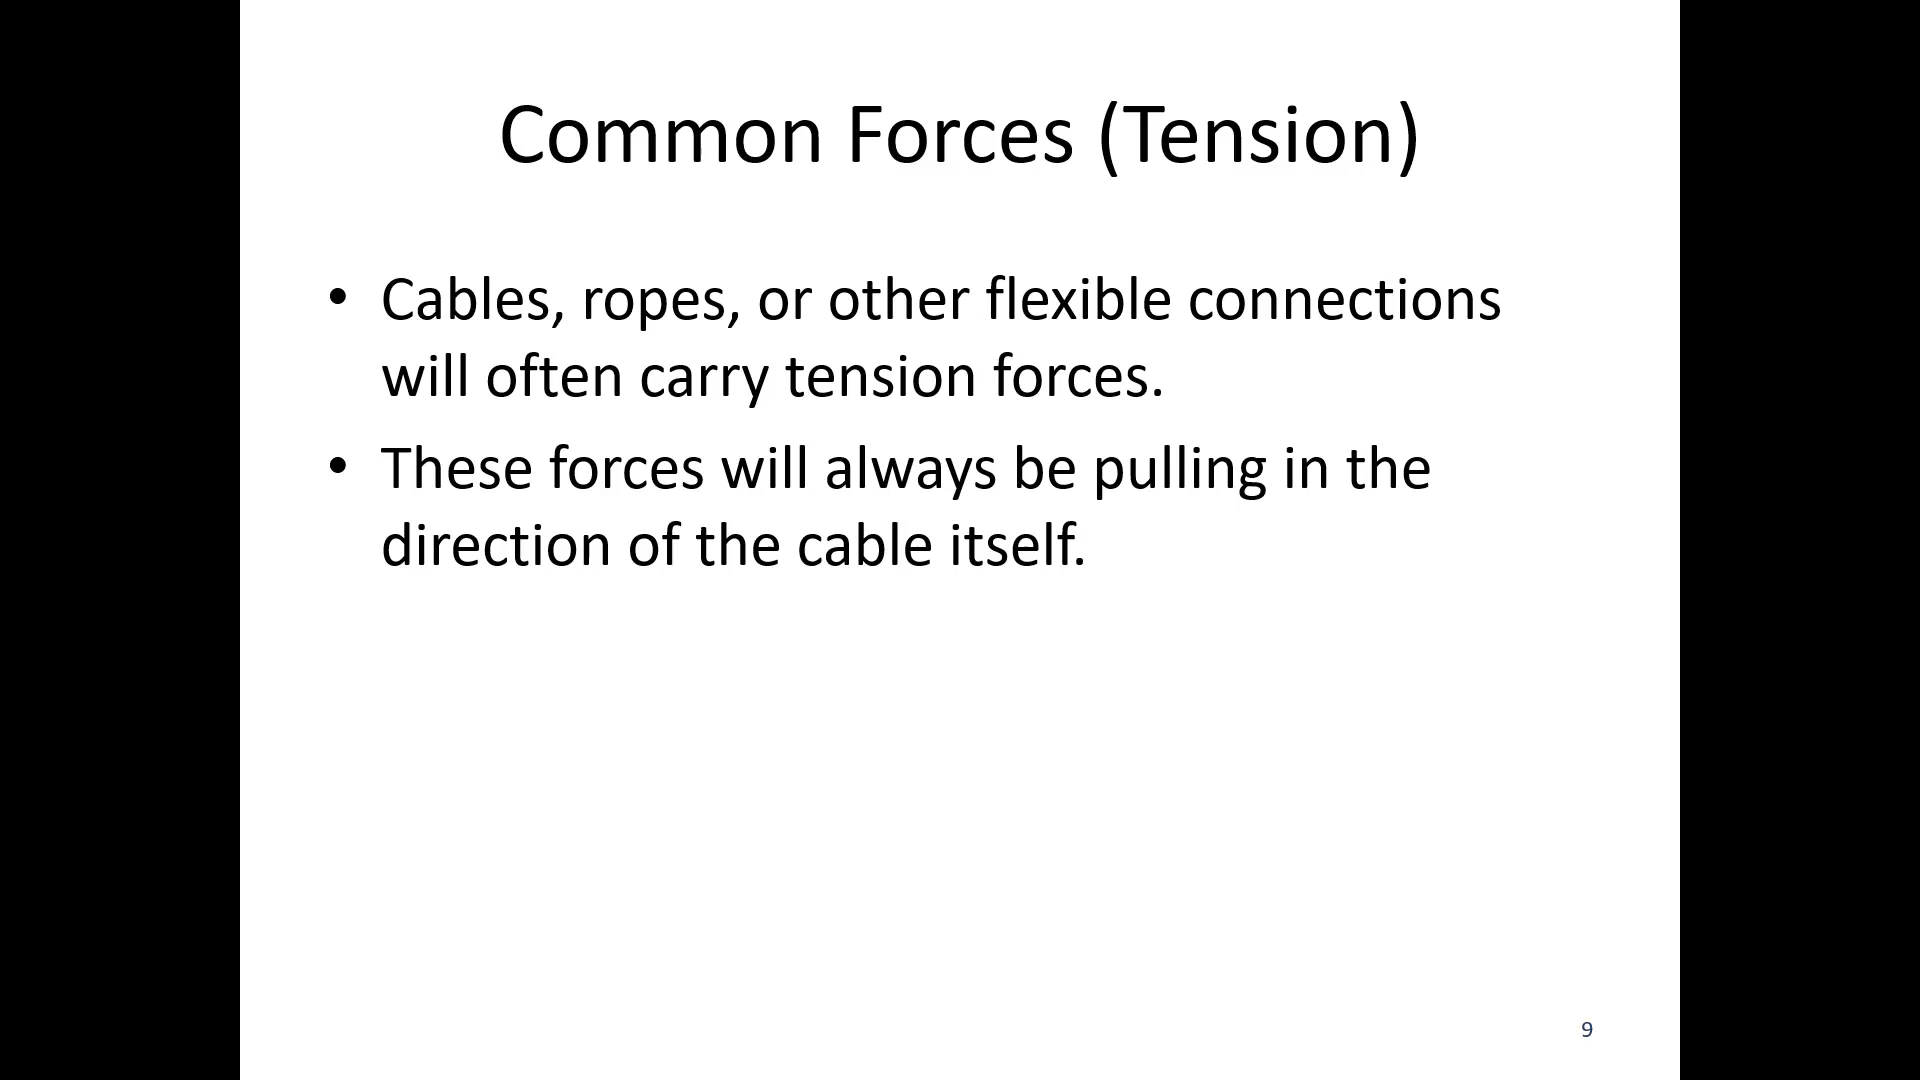 Common Forces (Tension)
• Cables, ropes, or other flexible connections
will often carry tension forces.
• These forces will always be pulling in the
direction of the cable itself.
9